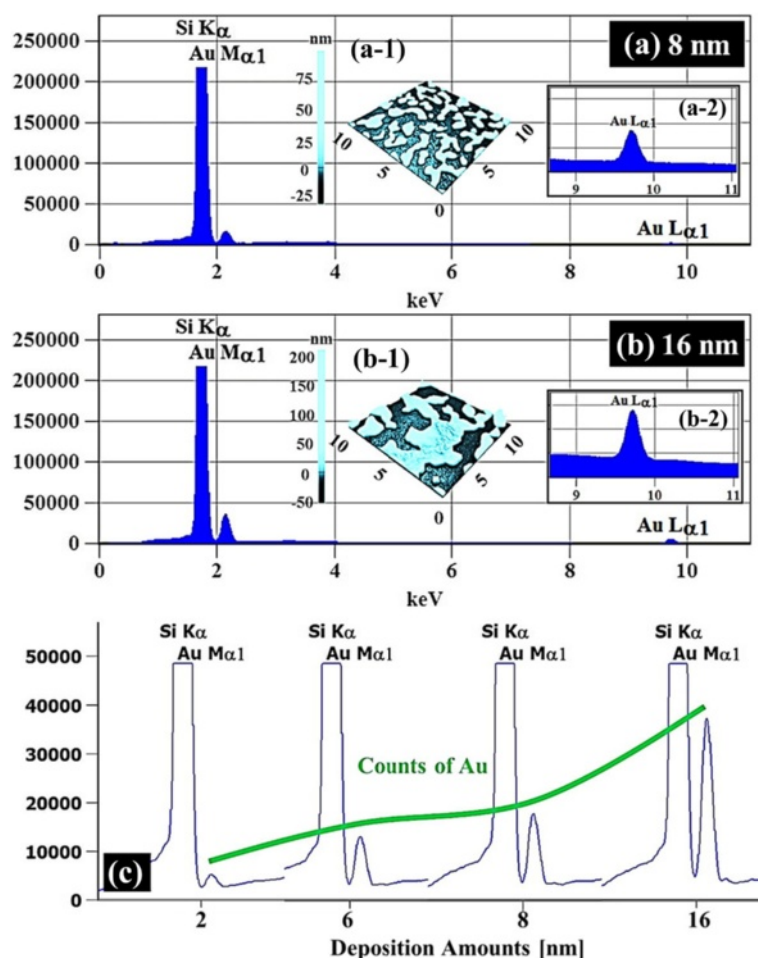 Si Kα
Au Mα1
(a-1)
(a) 8 nm
nm
75
50
25
0
-25
10
5
0
5
10
(a-2)
Au Lα1
9
10
11
250000
200000
150000
100000
50000
0
Au Lα1
0
2
4
6
8
10
keV
Si Kα
Au Mα1
(b-1)
(b) 16 nm
nm
200
150
100
50
0
-50
10
5
0
5
10
(b-2)
Au Lα1
9
10
11
250000
200000
150000
100000
50000
0
Au Lα1
0
2
4
6
8
10
keV
Si Kα
Au Mα1
Si Kα
Au Mα1
Si Kα
Au Mα1
Si Kα
Au Mα1
50000
40000
30000
20000
10000
0
Counts of Au
(c)
2
6
8
16
Deposition Amounts [nm]